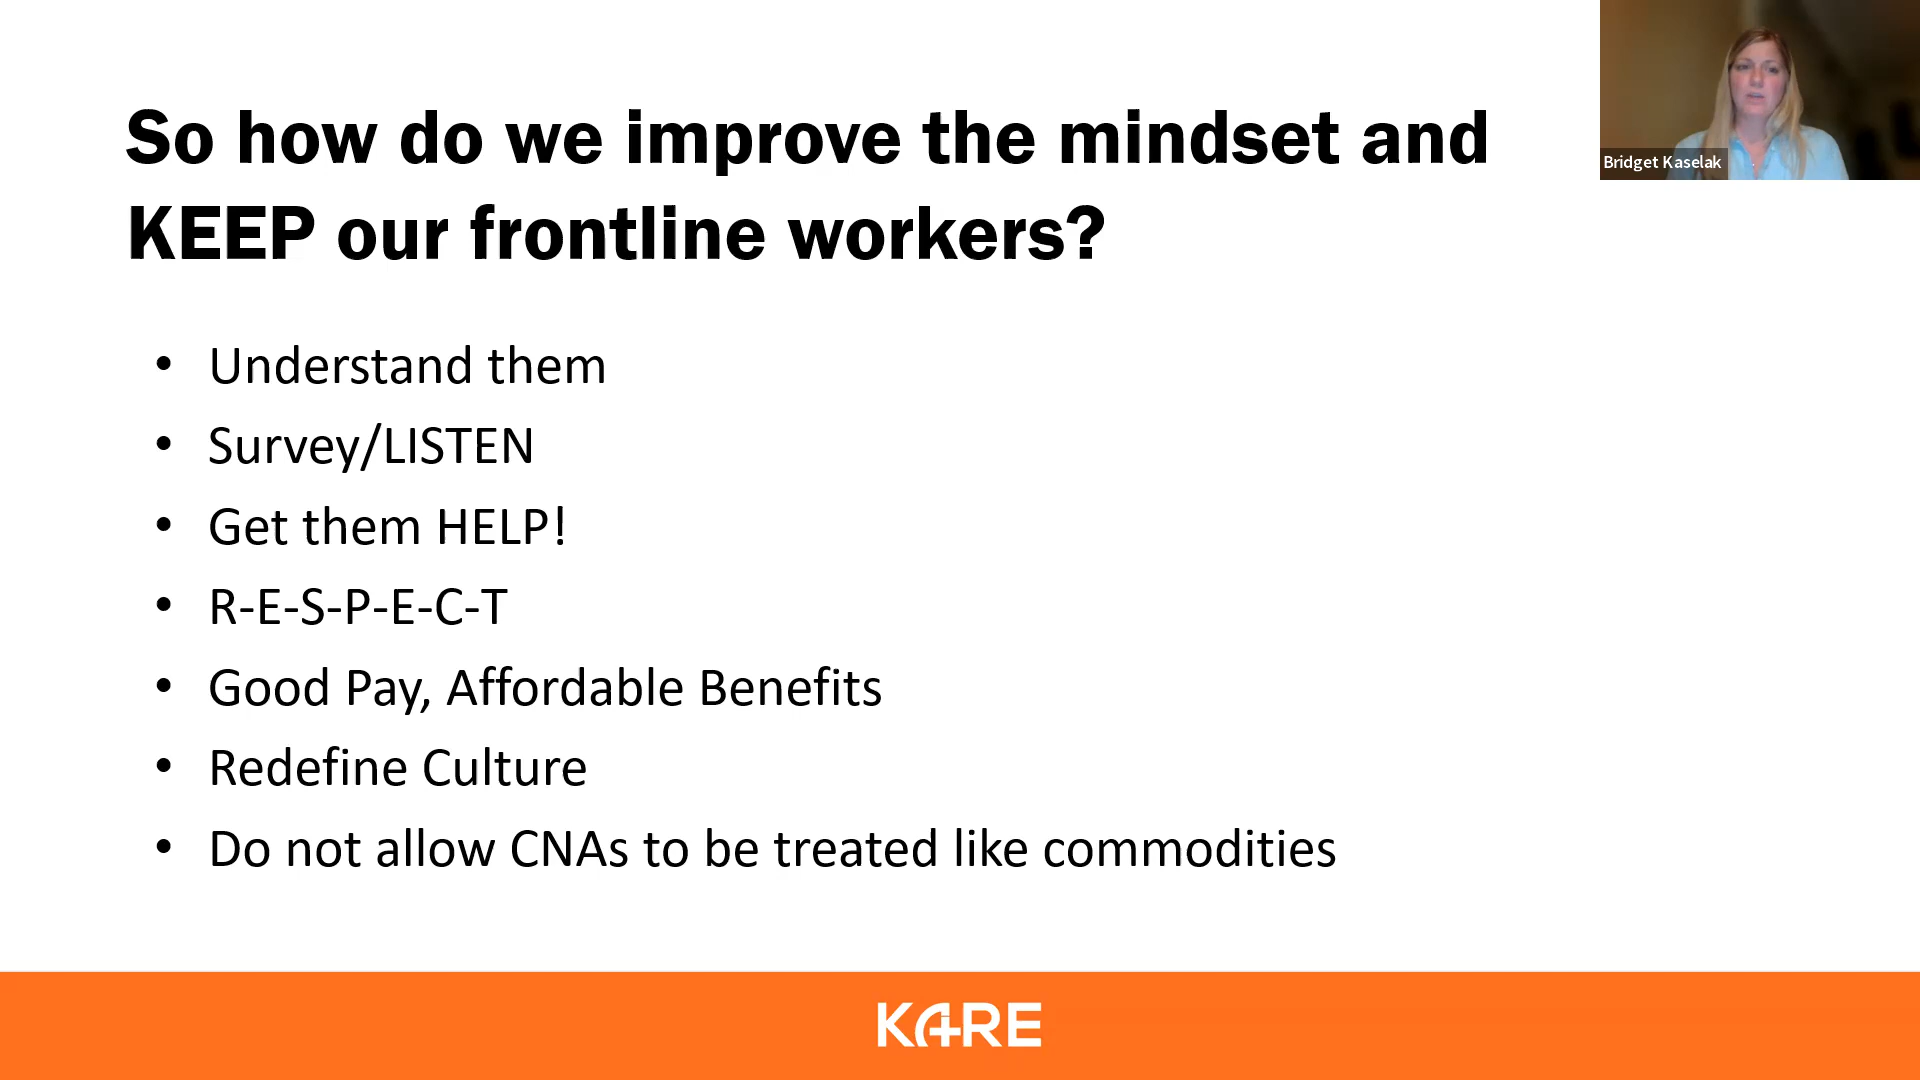 So how do we improve the mindset and
KEEP our frontline workers?
Bridget Kaselak
• Understand them
• Survey/LISTEN
• Get them HELP!
• R-E-S-P-E-C-T
• Good Pay, Affordable Benefits
• Redefine Culture
• Do not allow CNAs to be treated like commodities
KARE